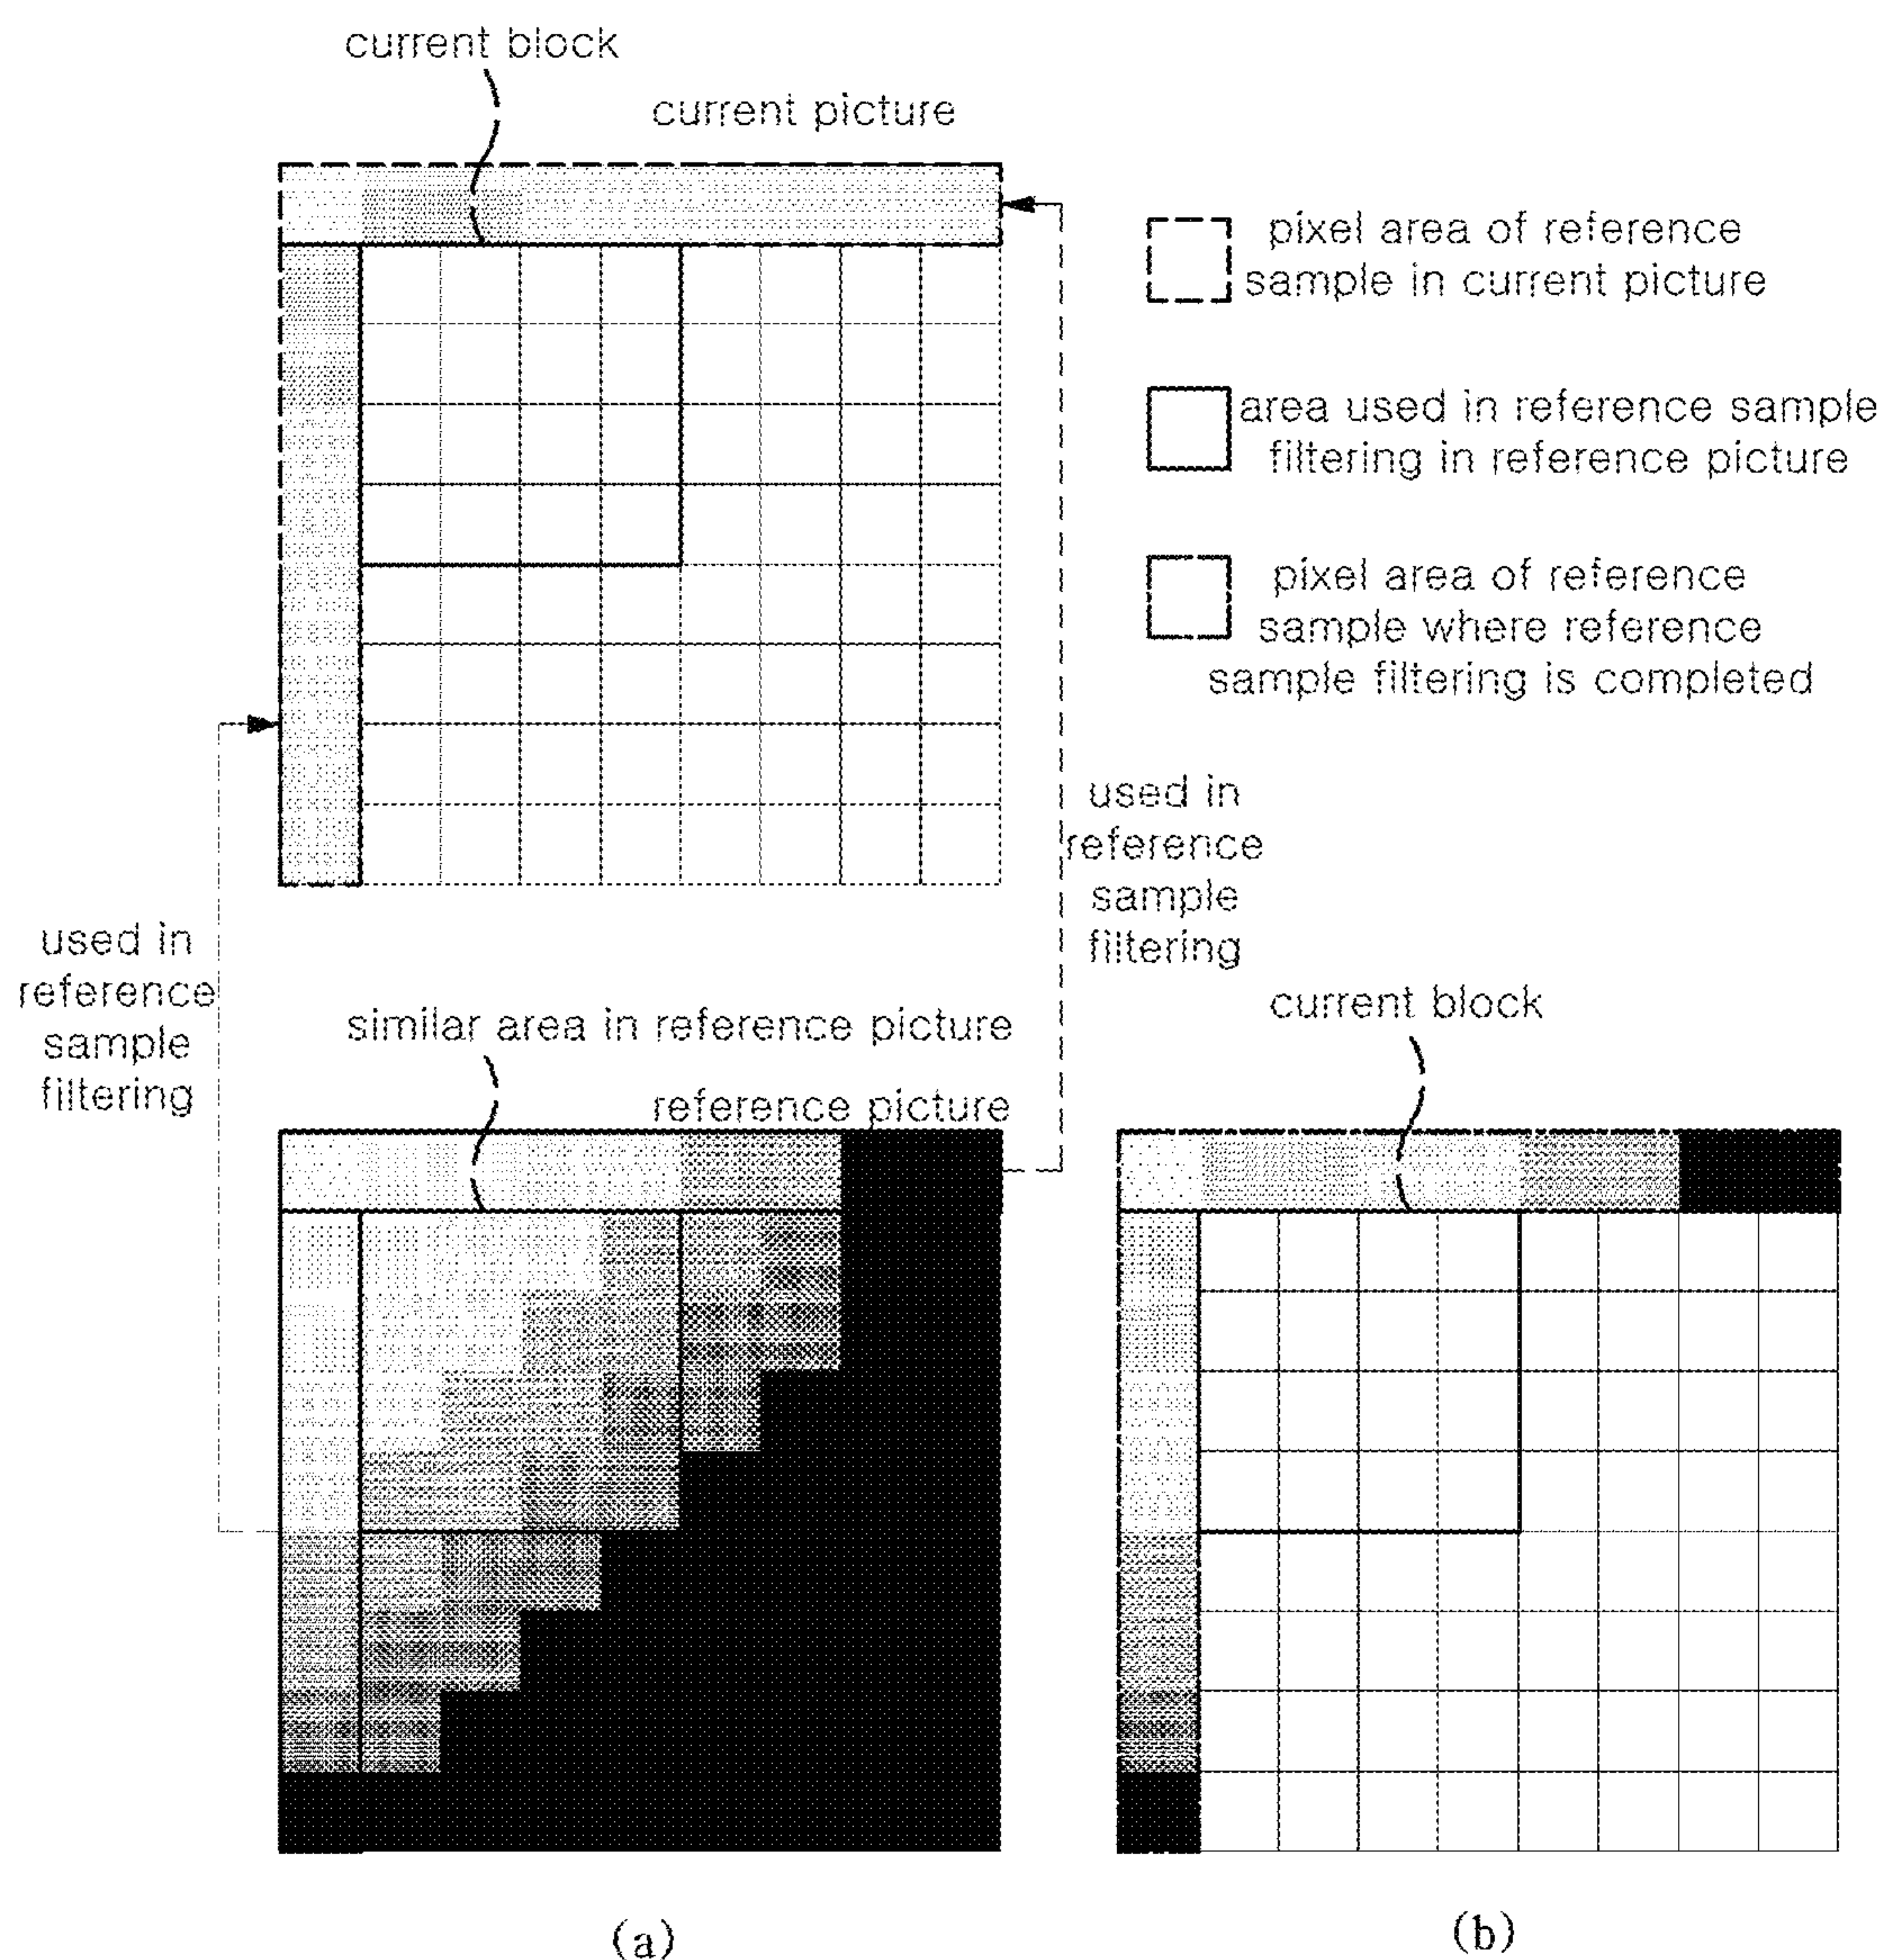 current block
current picture
pixel area of reference
sample in current picture
area used in reference sample
filtering in reference picture
pixel area of reference
sample where reference
sample filtering is completed
used in
reference
sample
filtering
used in
reference
sample
filtering
similar area in reference picture
reference picture
current block
(a)
(b)